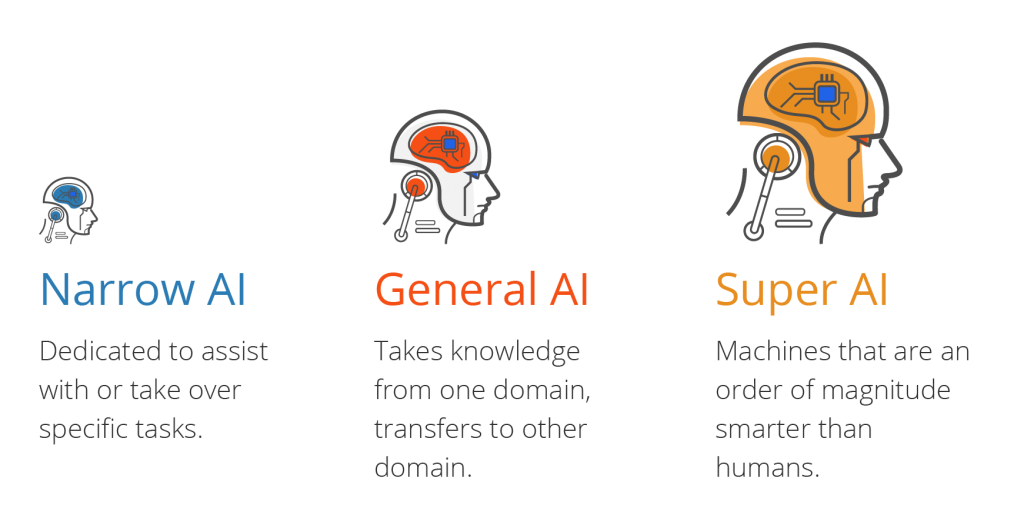 Narrow AI
Dedicated to assist
with or take over
specific tasks.
General AI
Takes knowledge
from one domain,
transfers to other
domain.
Super AI
Machines that are an
order of magnitude
smarter than
humans.